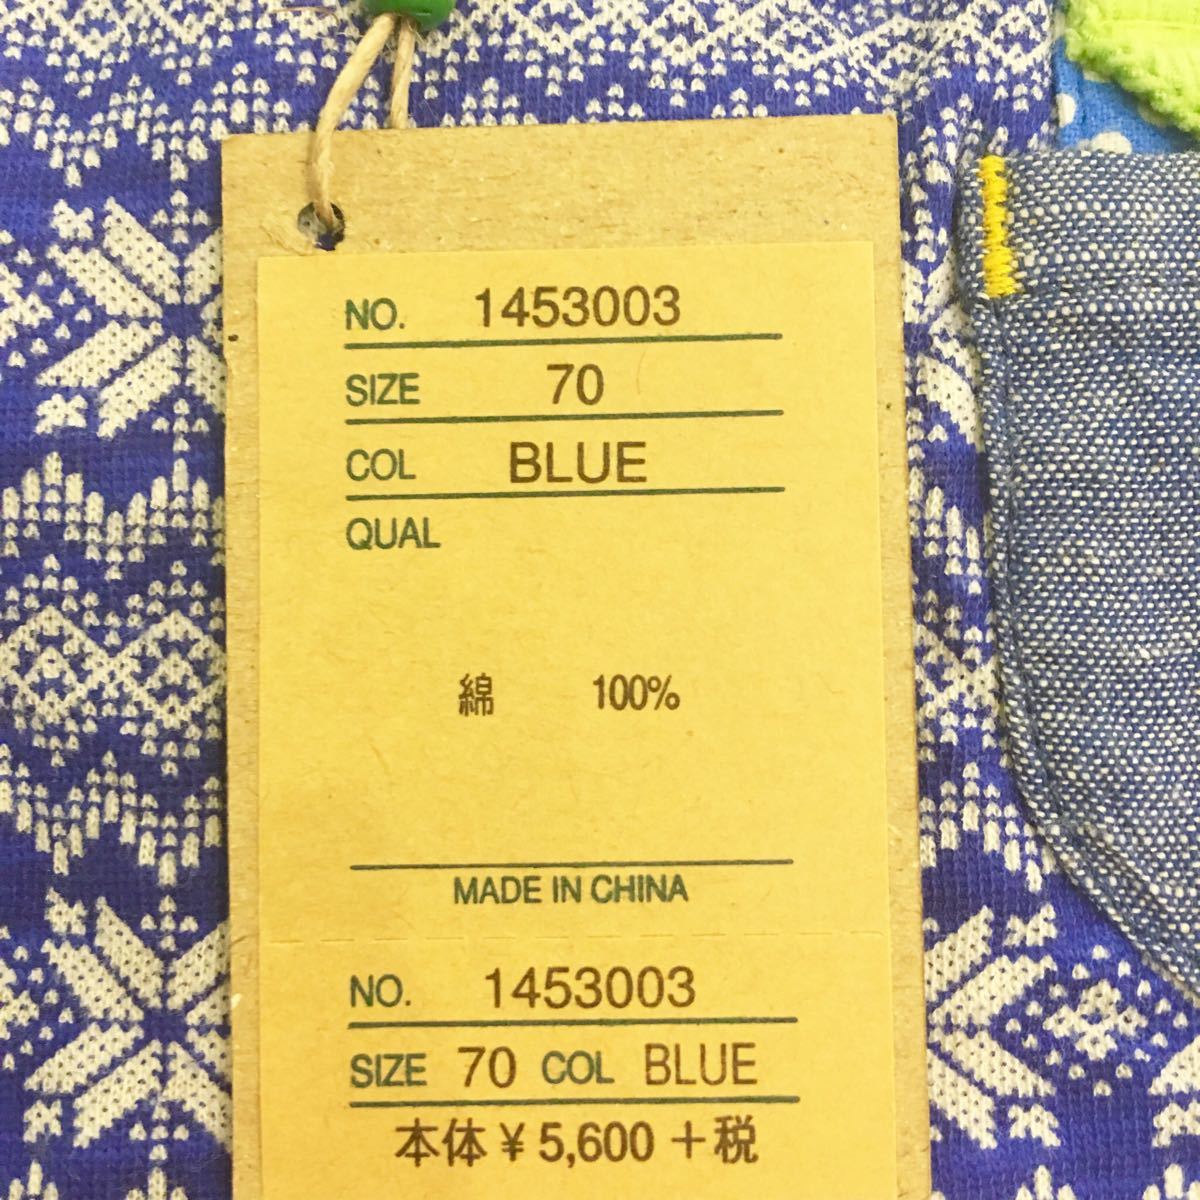 NO. 1453003
SIZE 70
COL BLUE
QUAL
綿 100%
MADE IN CHINA
NO. 1453003
SIZE 70 COL BLUE
本体 ¥ 5,600 +税